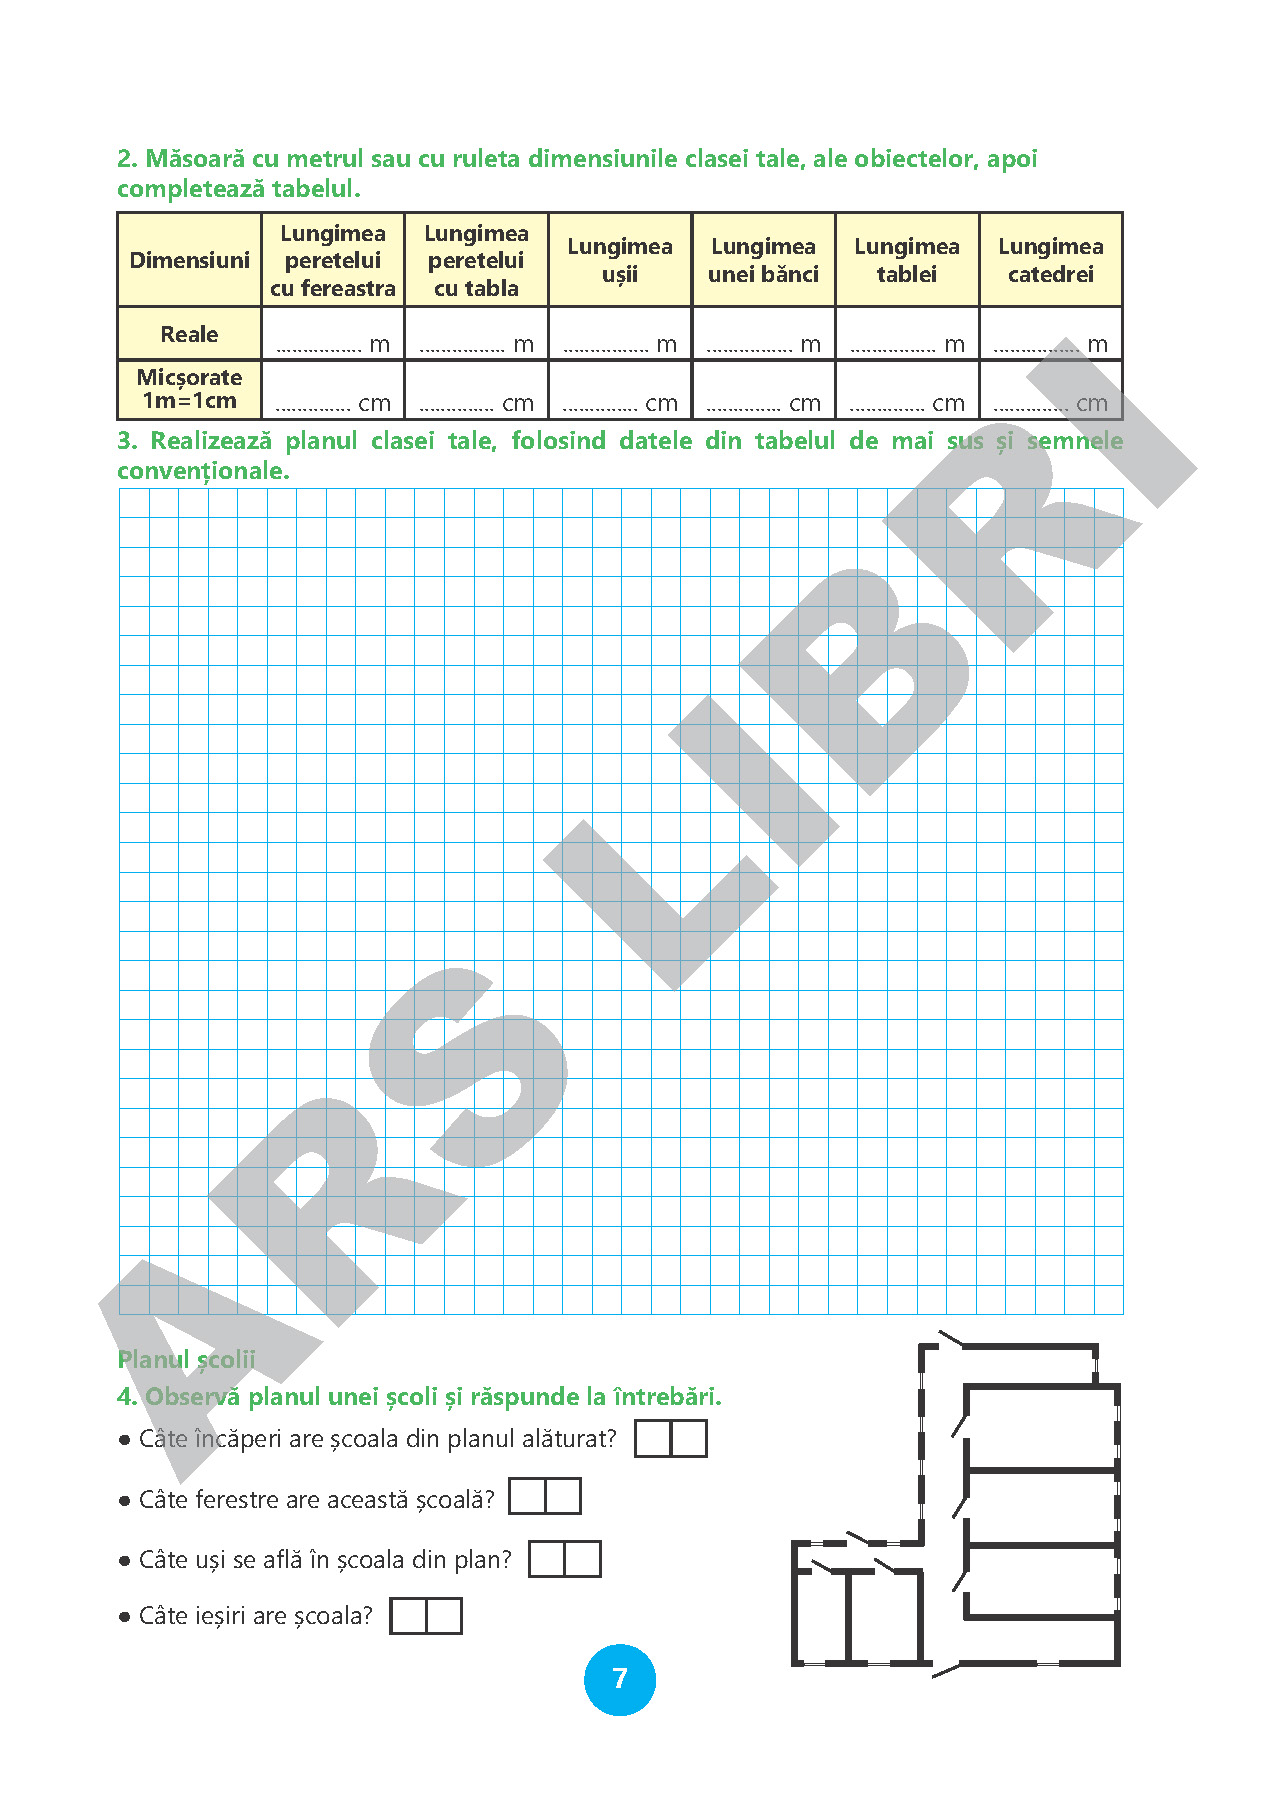 2. Măsoară cu metrul sau cu ruleta dimensiunile clasei tale, ale obiectelor, apoi
completează tabelul.
Dimensiuni Lungimea peretelui cu fereastra Lungimea peretelui cu tabla Lungimea ușii Lungimea unei bănci Lungimea tablei Lungimea catedrei
Reale ................ m ................ m ................ m ................ m ................ m ................ m
Micșorate 1m=1cm .............. cm .............. cm .............. cm .............. cm .............. cm .............. cm
3. Realizează planul clasei tale, folosind datele din tabelul de mai sus și semnele
convenționale.
ARS LIBRI
Planul școlii
4. Observă planul unei școli și răspunde la întrebări.
● Câte încăperi are școala din planul alăturat?
● Câte ferestre are această școală?
● Câte uși se află în școala din plan?
● Câte ieșiri are școala?
7